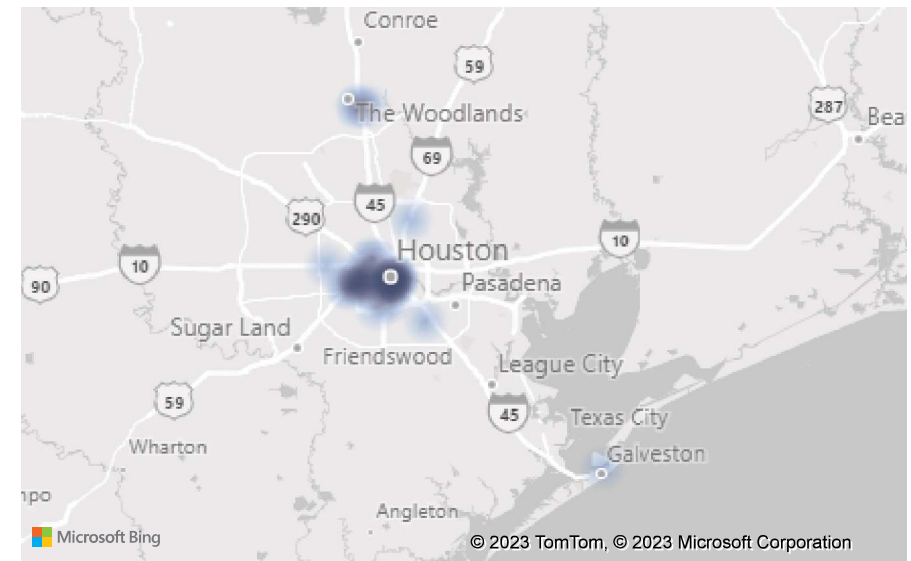 Conroe
59
The Woodlands
287
Bea
69
45
290
Houston
10
10
90
Pasadena
Sugar Land
Friendswood
League City
59
45
Texas City
Wharton
Galveston
npo
Angleton
Microsoft Bing
© 2023 TomTom, © 2023 Microsoft Corporation